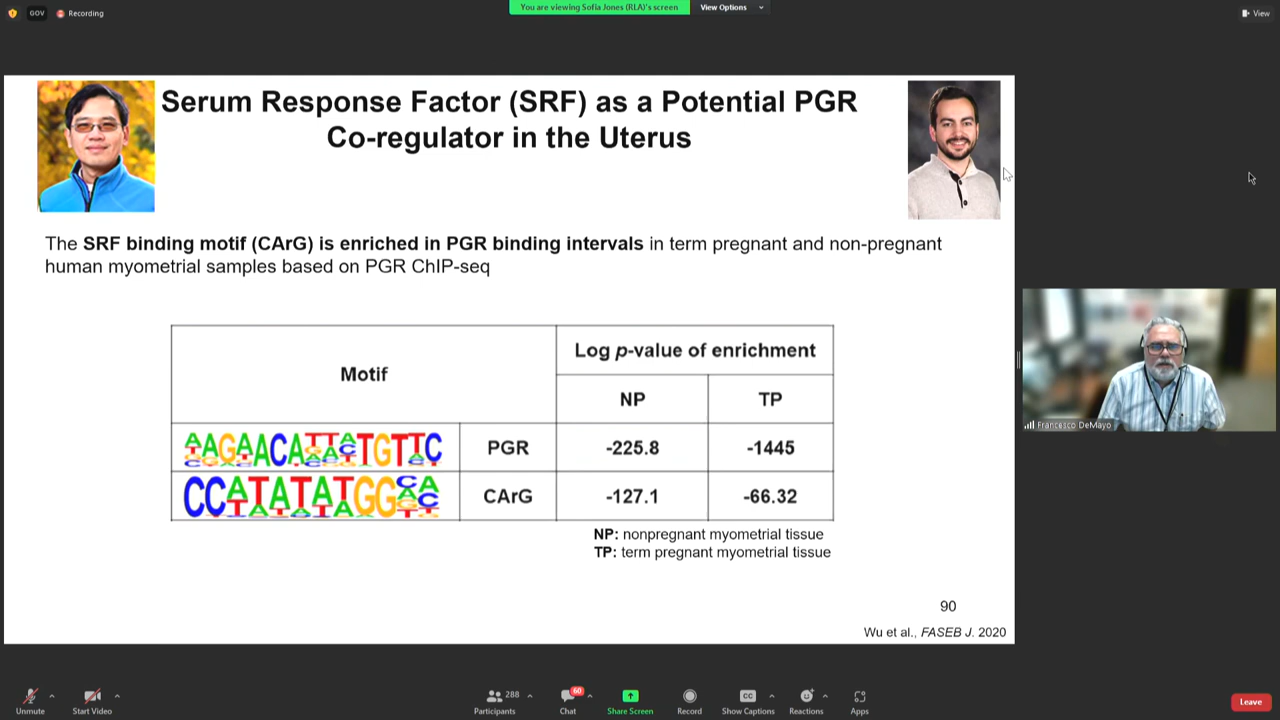 GOV
Recording
You are viewing Sofia Jones (RLA)'s screen
View Options
View
Serum Response Factor (SRF) as a Potential PGR
Co-regulator in the Uterus
The SRF binding motif (CArG) is enriched in PGR binding intervals in term pregnant and non-pregnant
human myometrial samples based on PGR ChIP-seq
Motif
Log p-value of enrichment
NP
TP
PGR
-225.8
-1445
CArG
-127.1
-66.32
NP: nonpregnant myometrial tissue
TP: term pregnant myometrial tissue
90
Wu et al., FASEB J. 2020
Francesco DeMayo
Unmute
Start Video
288
Participants
60
Chat
Share Screen
Record
CC
Show Captions
Reactions
Apps
Leave